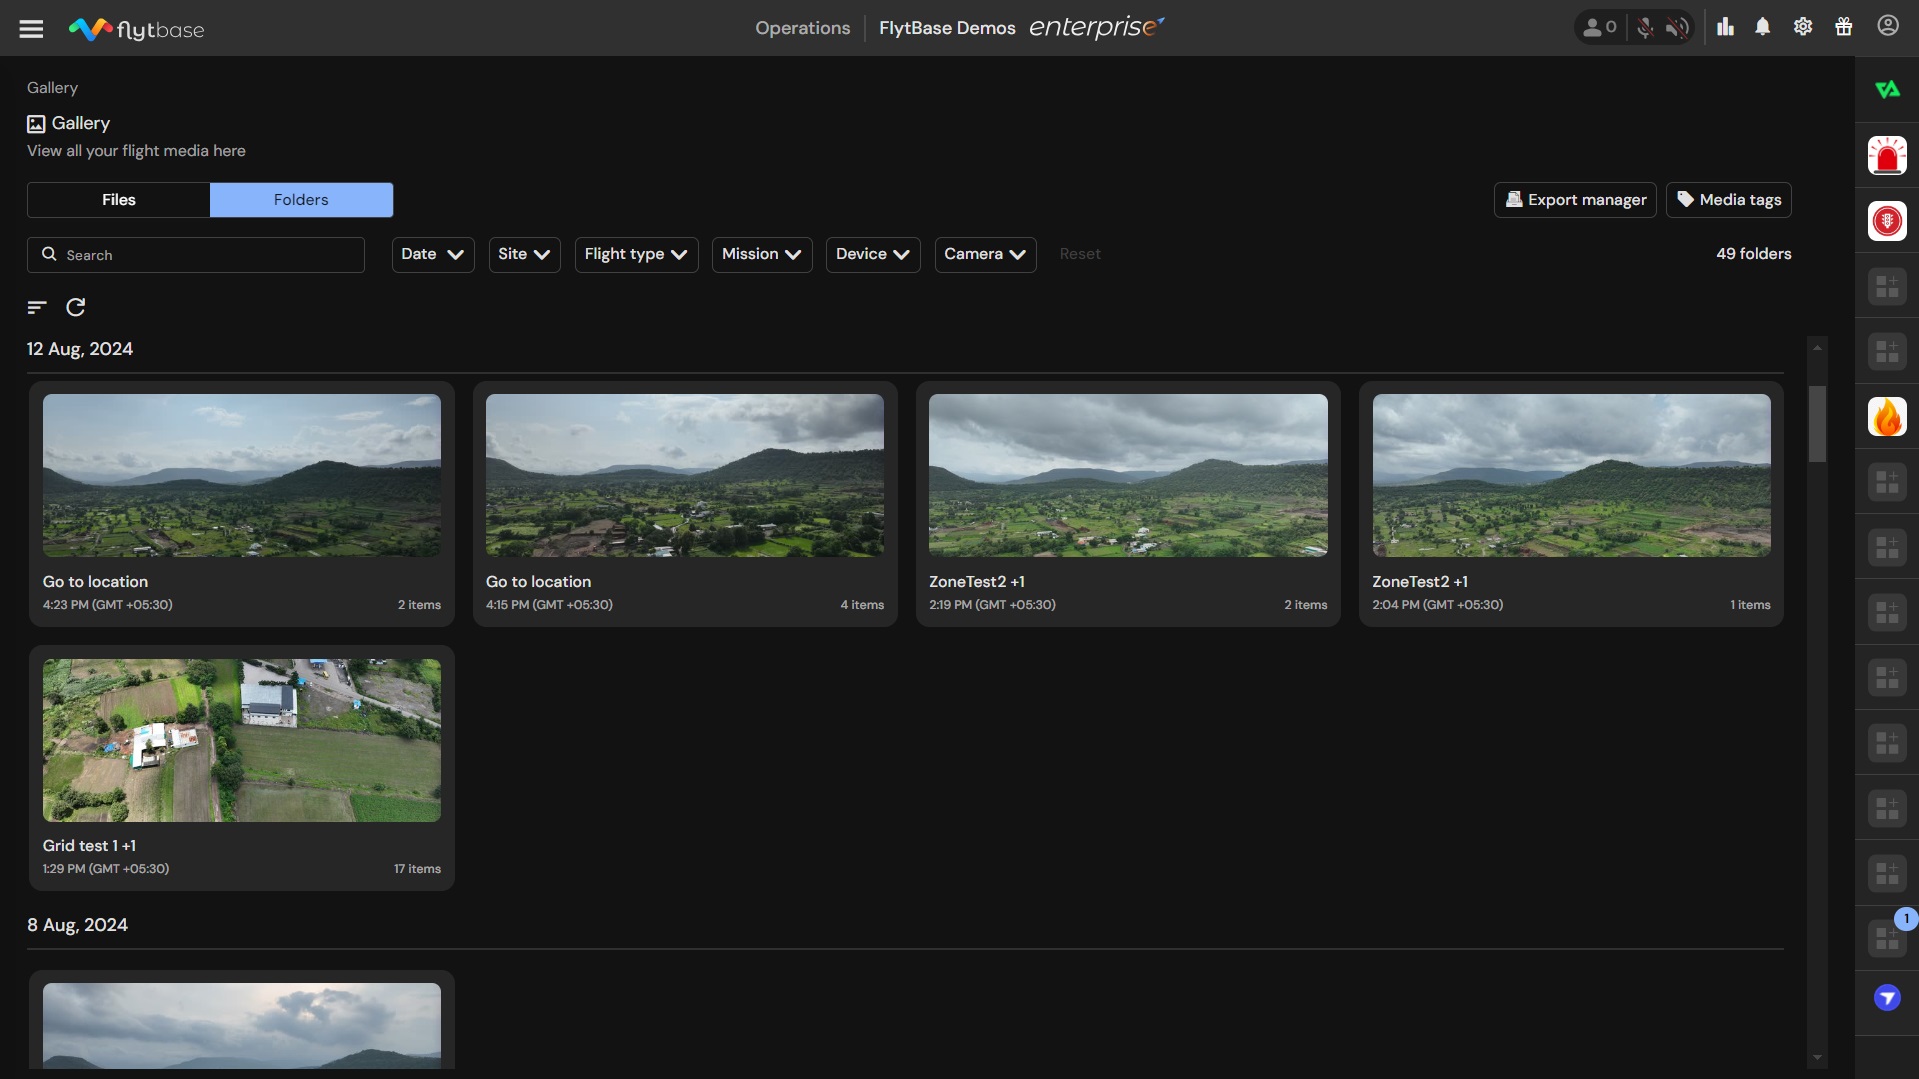 flytbase
Operations
FlytBase Demos enterprise
0
Gallery
Gallery
View all your flight media here
Files
Folders
Export manager
Media tags
Search
Date
Site
Flight type
Mission
Device
Camera
Reset
49 folders
12 Aug, 2024
Go to location
4:23 PM (GMT +05:30)
2 items
Go to location
4:15 PM (GMT +05:30)
4 items
ZoneTest2 +1
2:19 PM (GMT +05:30)
2 items
ZoneTest2 +1
2:04 PM (GMT +05:30)
1 items
Grid test 1 +1
1:29 PM (GMT +05:30)
17 items
8 Aug, 2024
1